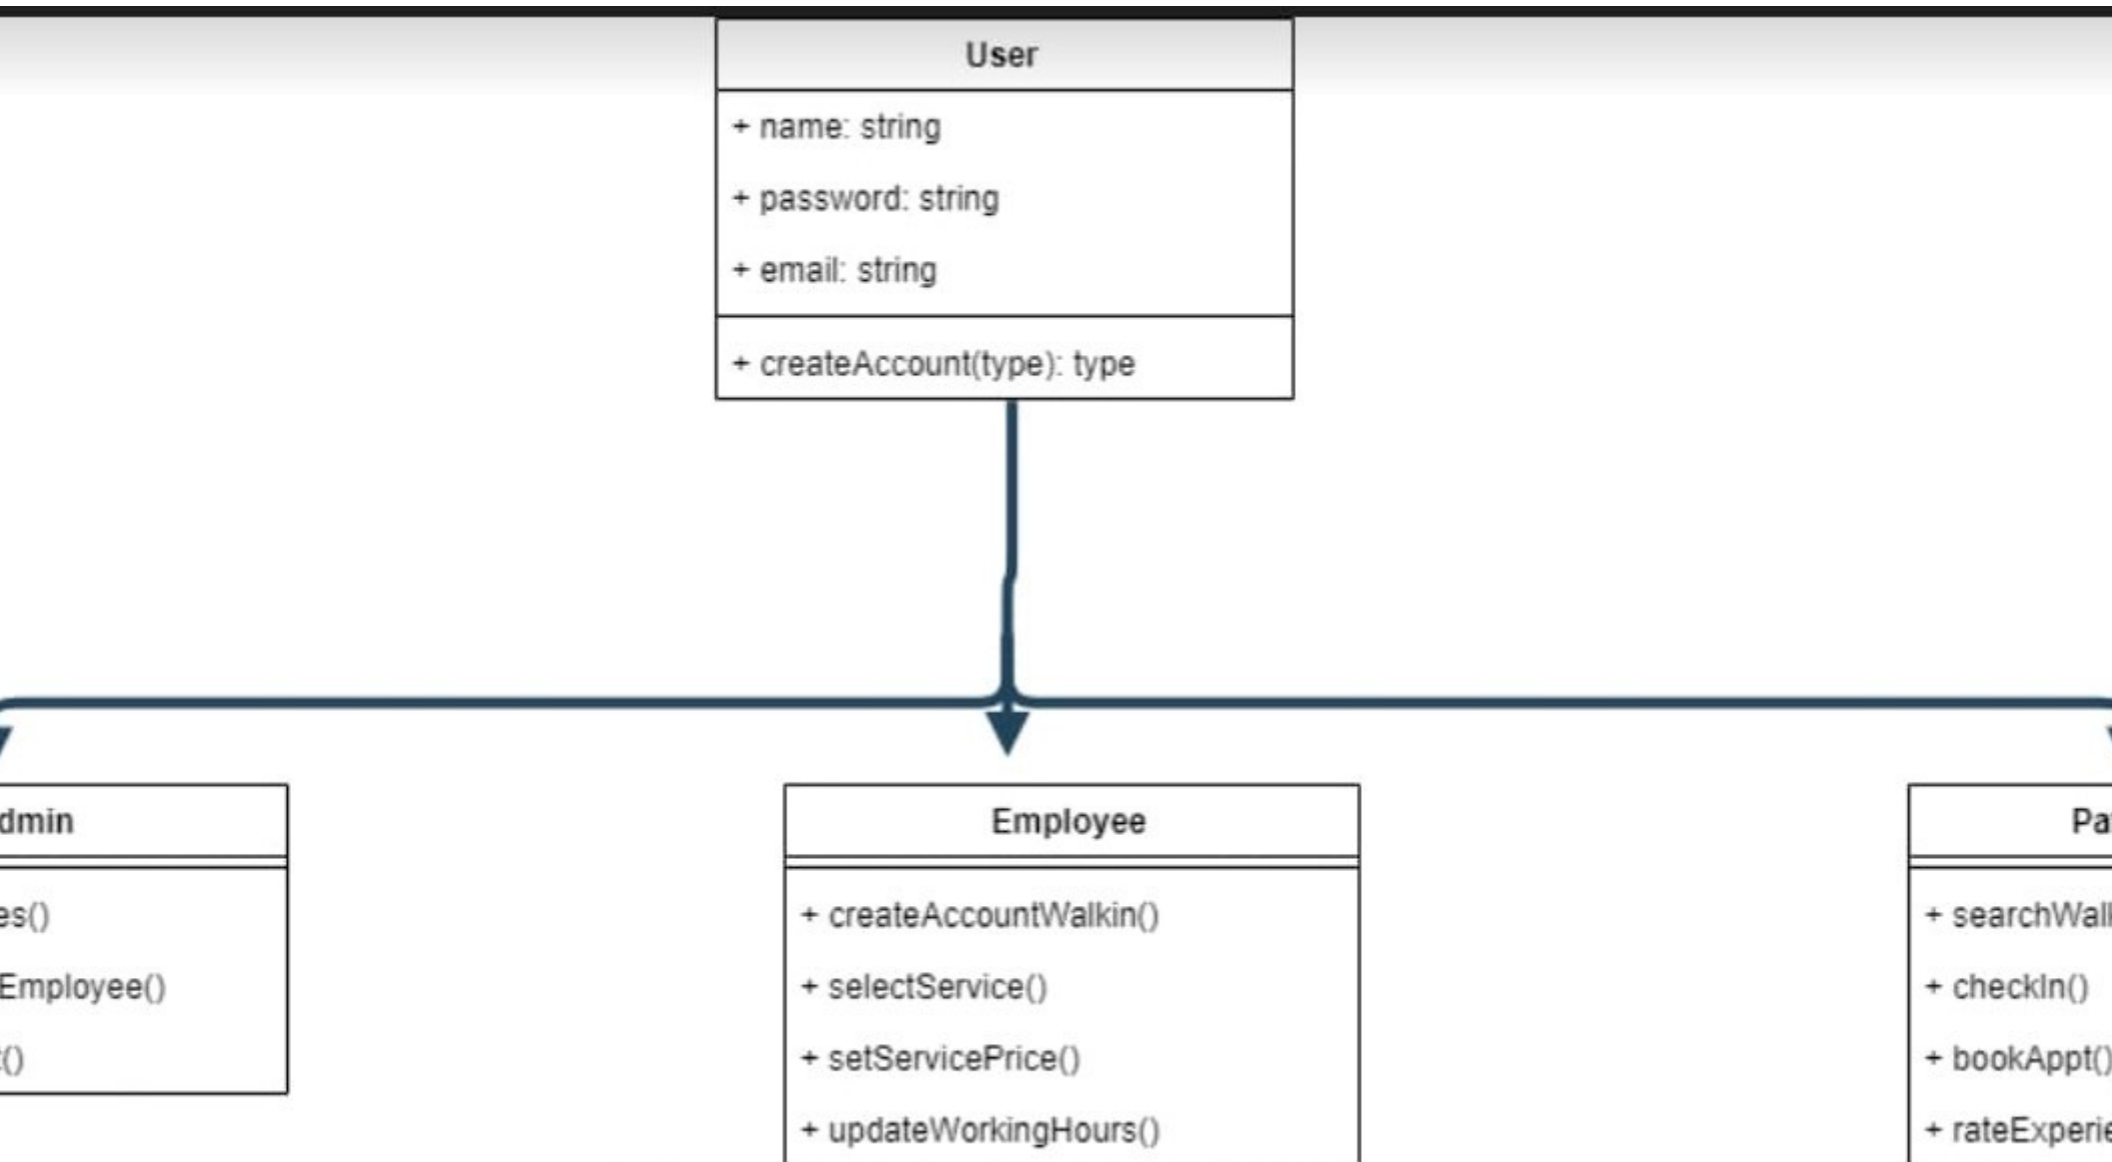 User
+ name: string
+ password: string
+ email: string
+ createAccount(type): type
dmin
es()
Employee()
t()
Employee
+ createAccountWalkin()
+ selectService()
+ setServicePrice()
+ updateWorkingHours()
Pa
+ searchWalk
+ checkIn()
+ bookAppt()
+ rateExperie